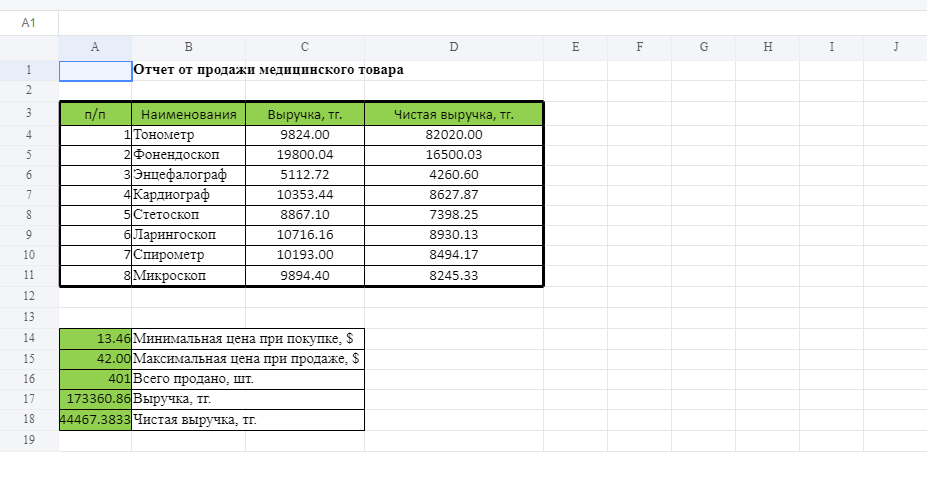 A1
A B C D E F G H I J
1 Отчет от продажи медицинского товара
2
3 п/п Наименования Выручка, тг. Чистая выручка, тг.
4 1 Тонометр 9824.00 82020.00
5 2 Фонендоскоп 19800.04 16500.03
6 3 Энцефалограф 5112.72 4260.60
7 4 Кардиограф 10353.44 8627.87
8 5 Стетоскоп 8867.10 7398.25
9 6 Ларингоскоп 10716.16 8930.13
10 7 Спирометр 10193.00 8494.17
11 8 Микроскоп 9894.40 8245.33
12
13
14 13.46 Минимальная цена при покупке, $
15 42.00 Максимальная цена при продаже, $
16 401 Всего продано, шт.
17 173360.86 Выручка, тг.
18 44467.3833 Чистая выручка, тг.
19